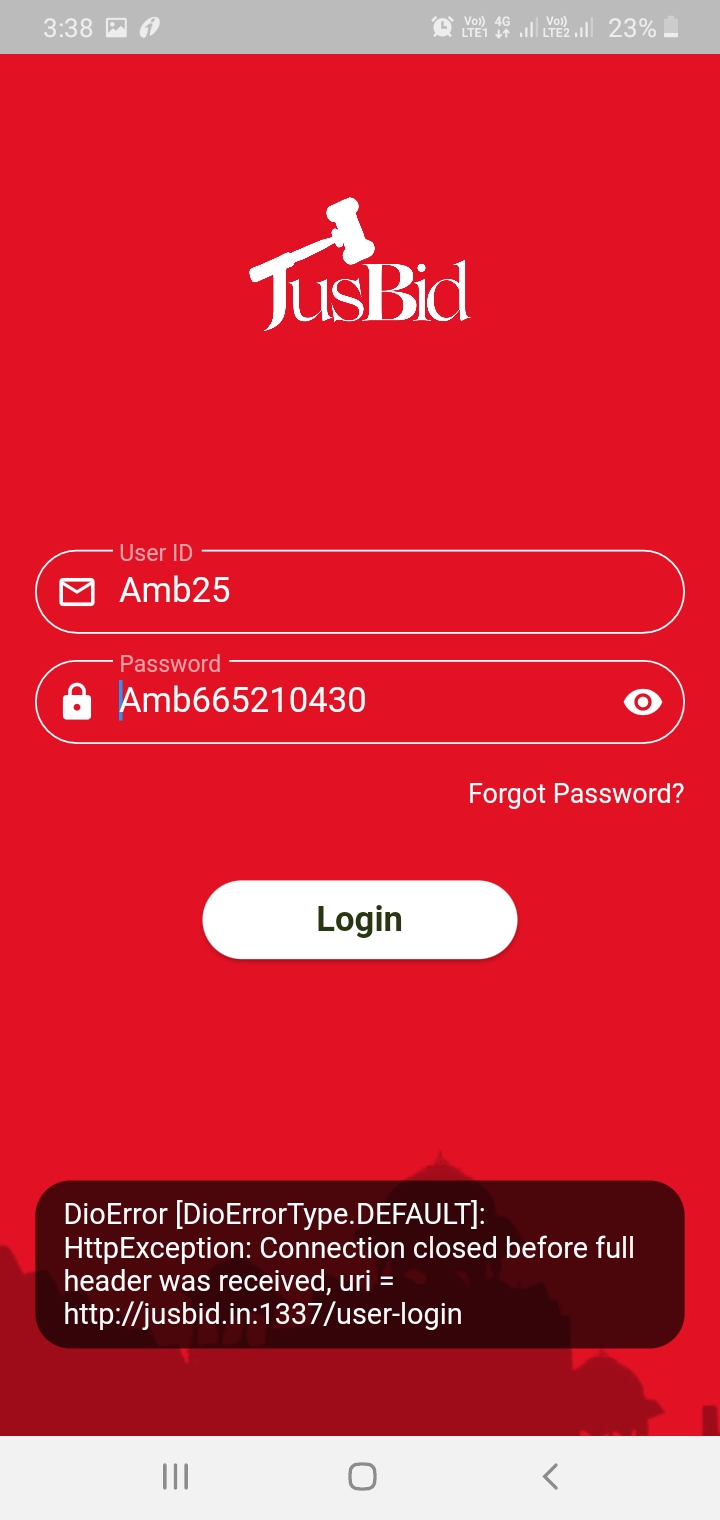 3:38 Vo)) LTE1 4G Vo)) LTE2 23%
JusBid
User ID
Amb25
Password
Amb665210430
Forgot Password?
Login
DioError [DioErrorType.DEFAULT]:
HttpException: Connection closed before full
header was received, uri =
http://jusbid.in:1337/user-login